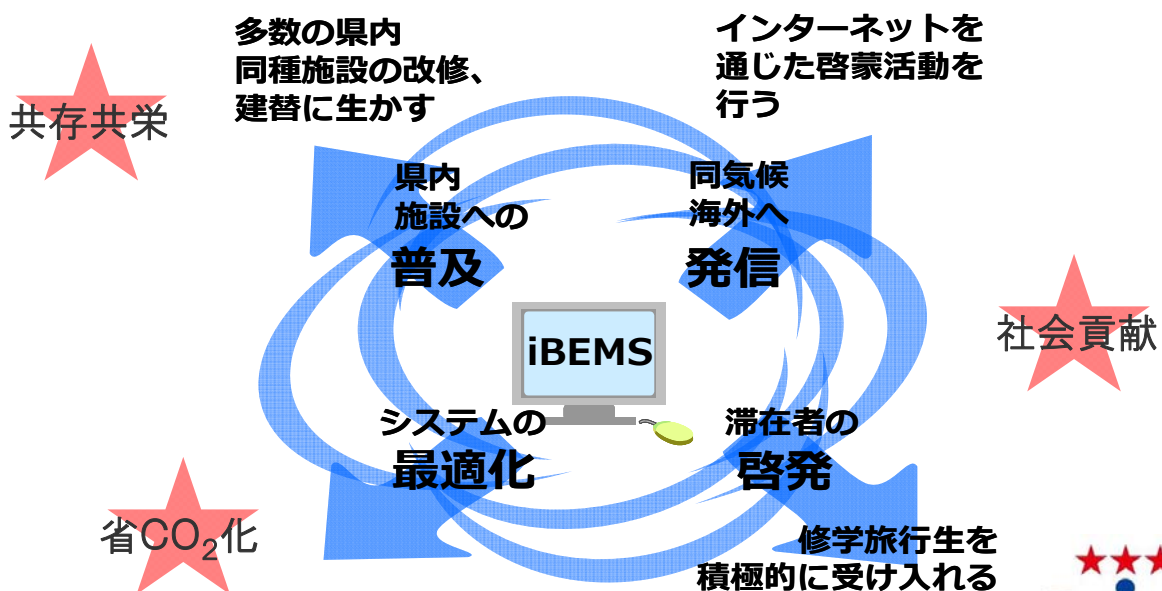 多数の県内
同種施設の改修、
建替に生かす
インターネットを
通じた啓蒙活動を
行う
共存共栄
県内
施設への
普及
同気候
海外へ
発信
iBEMS
社会貢献
システムの
最適化
滞在者の
啓発
省CO₂化
修学旅行生を
積極的に受け入れる